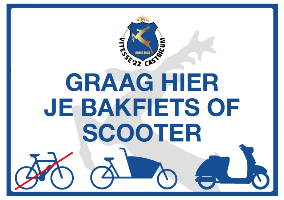 VITESSE'22 CASTRICUM
GRAAG HIER
JE BAKFIETS OF
SCOOTER